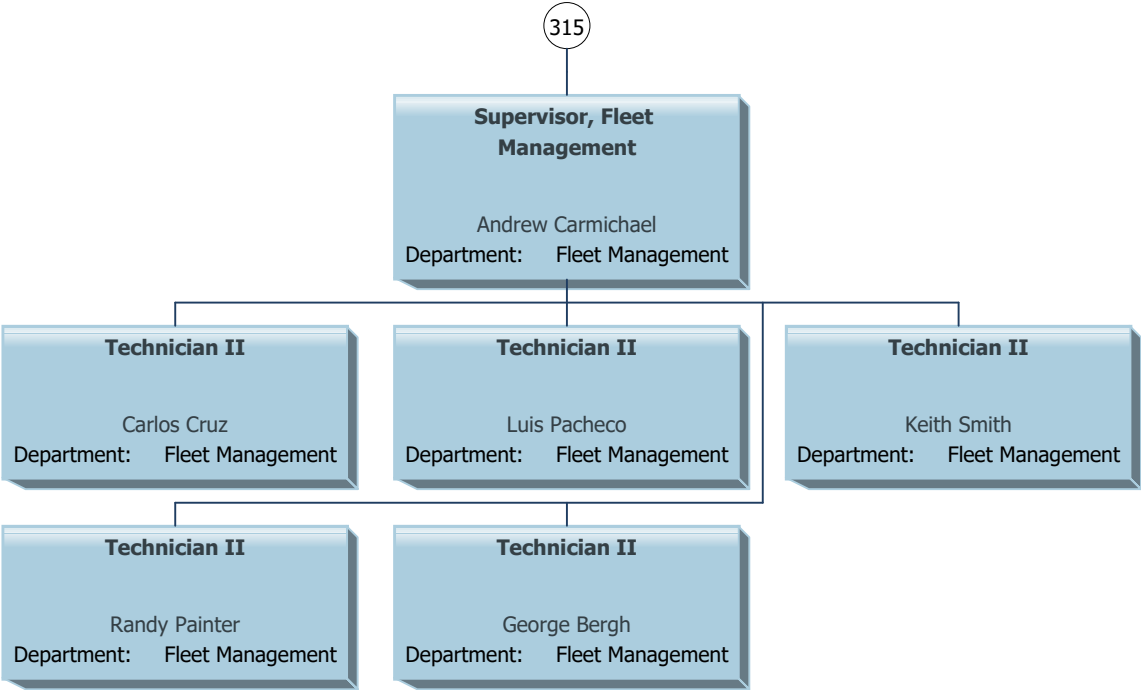 315
Supervisor, Fleet
Management
Andrew Carmichael
Department: Fleet Management
Technician II
Carlos Cruz
Department: Fleet Management
Technician II
Luis Pacheco
Department: Fleet Management
Technician II
Keith Smith
Department: Fleet Management
Technician II
Randy Painter
Department: Fleet Management
Technician II
George Bergh
Department: Fleet Management